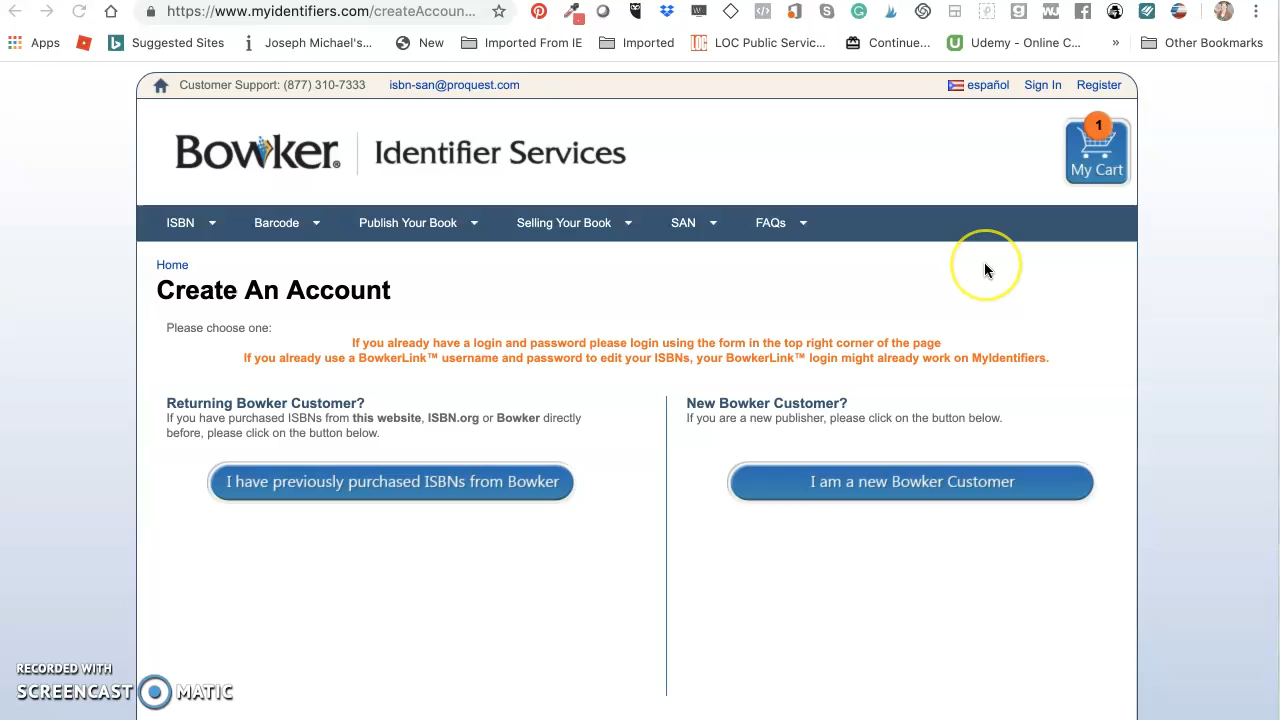 https://www.myidentifiers.com/createAccoun...
Apps Suggested Sites Joseph Michael's... New Imported From IE Imported LOC Public Servic... Continue... Udemy - Online C... » Other Bookmarks
Customer Support: (877) 310-7333 isbn-san@proquest.com español Sign In Register
1
My Cart
Bowker® Identifier Services
ISBN Barcode Publish Your Book Selling Your Book SAN FAQs
Home
Create An Account
Please choose one:
If you already have a login and password please login using the form in the top right corner of the page
If you already use a BowkerLink™ username and password to edit your ISBNs, your BowkerLink™ login might already work on MyIdentifiers.
Returning Bowker Customer?
If you have purchased ISBNs from this website, ISBN.org or Bowker directly
before, please click on the button below.
I have previously purchased ISBNs from Bowker
New Bowker Customer?
If you are a new publisher, please click on the button below.
I am a new Bowker Customer
RECORDED WITH
SCREENCAST MATIC